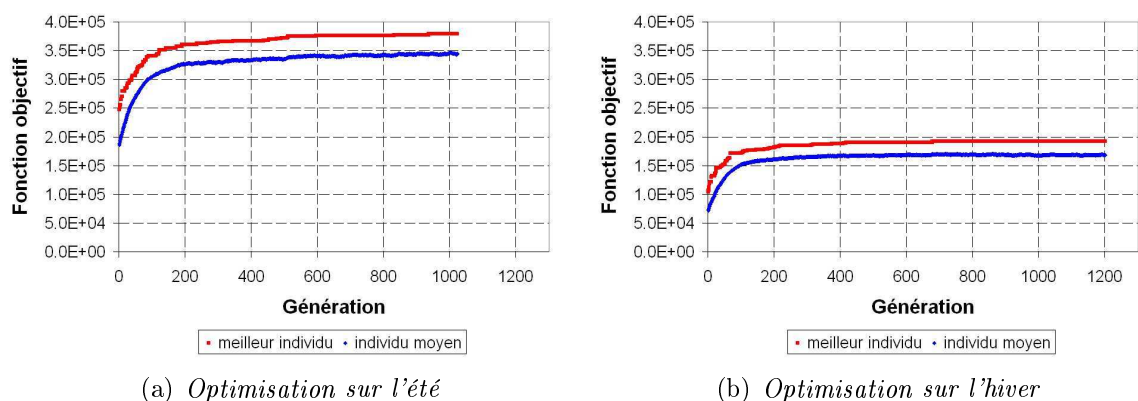 4.0E+05
3.5E+05
3.0E+05
2.5E+05
2.0E+05
1.5E+05
1.0E+05
5.0E+04
0.0E+00
Fonction objectif
0 200 400 600 800 1000 1200
Génération
meilleur individu individu moyen
(a) Optimisation sur l'été
4.0E+05
3.5E+05
3.0E+05
2.5E+05
2.0E+05
1.5E+05
1.0E+05
5.0E+04
0.0E+00
Fonction objectif
0 200 400 600 800 1000 1200
Génération
meilleur individu individu moyen
(b) Optimisation sur l'hiver